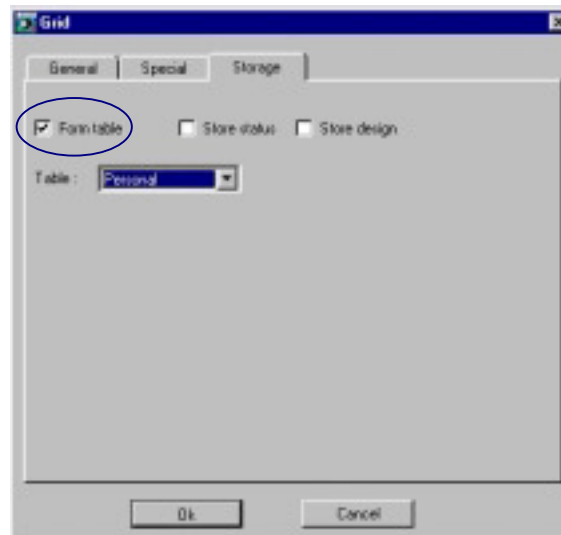 Grid
General Special Storage
Form table Store status Store design
Table : Personal
Ok Cancel